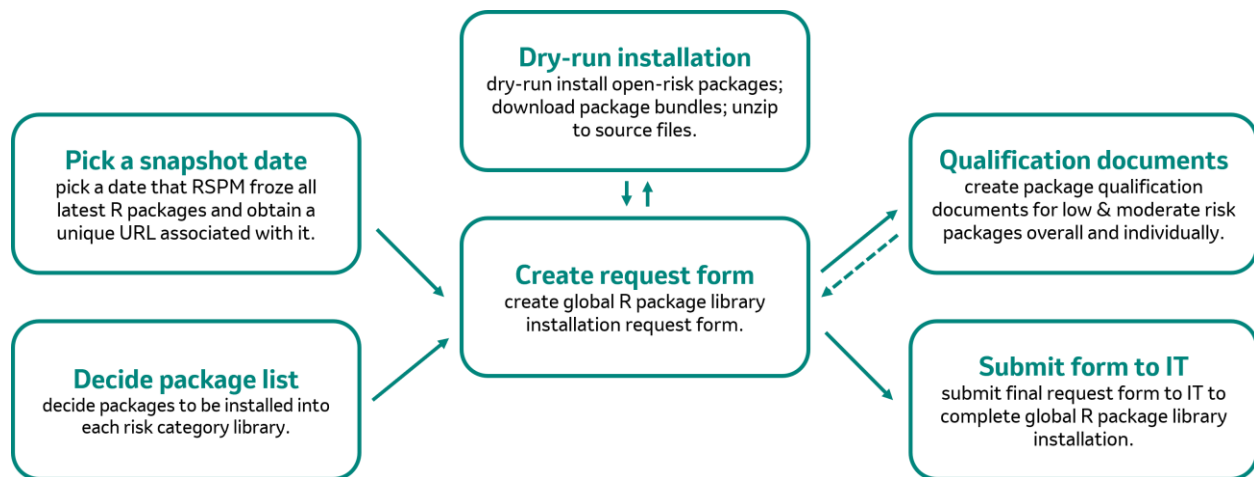 Dry-run installation
dry-run install open-risk packages;
download package bundles; unzip
to source files.
Pick a snapshot date
pick a date that RSPM froze all
latest R packages and obtain a
unique URL associated with it.
Qualification documents
create package qualification
documents for low & moderate risk
packages overall and individually.
Create request form
create global R package library
installation request form.
Decide package list
decide packages to be installed into
each risk category library.
Submit form to IT
submit final request form to IT to
complete global R package library
installation.